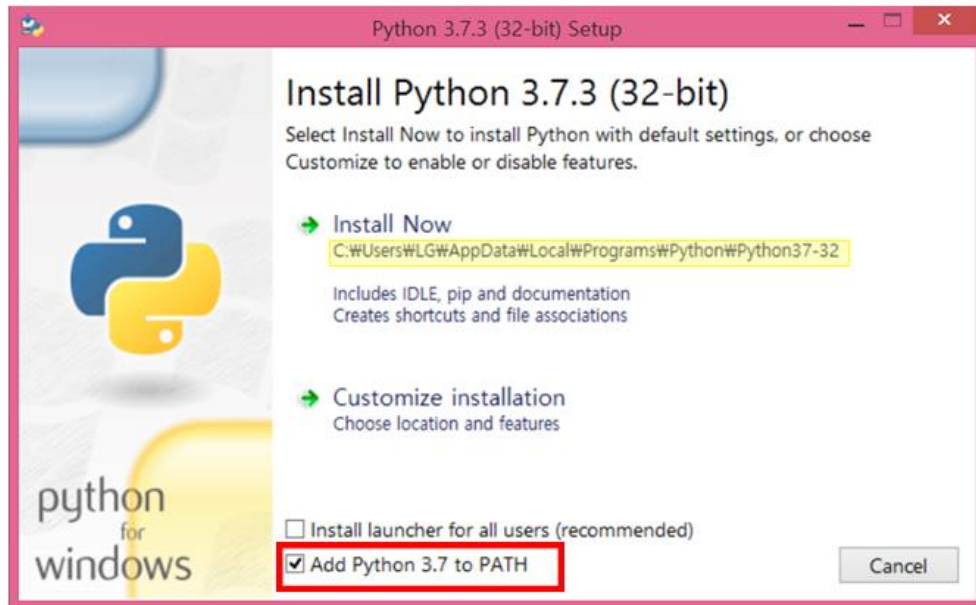 Python 3.7.3 (32-bit) Setup
Install Python 3.7.3 (32-bit)
Select Install Now to install Python with default settings, or choose
Customize to enable or disable features.
Install Now
C:₩Users₩LG₩AppData₩Local₩Programs₩Python₩Python37-32
Includes IDLE, pip and documentation
Creates shortcuts and file associations
Customize installation
Choose location and features
python
for
windows
Install launcher for all users (recommended)
Add Python 3.7 to PATH
Cancel